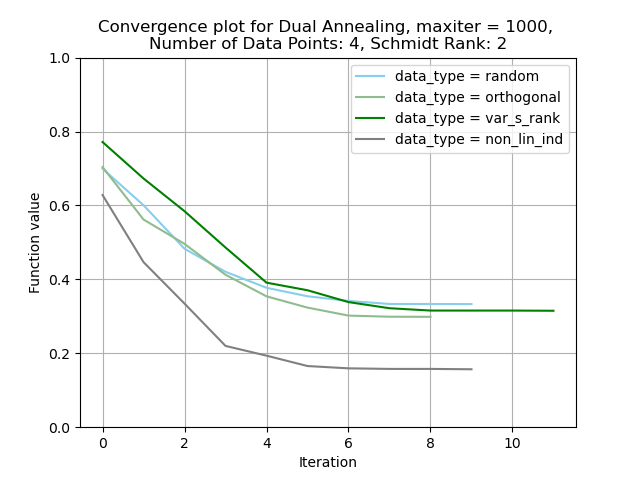 Convergence plot for Dual Annealing, maxiter = 1000,
Number of Data Points: 4, Schmidt Rank: 2
data_type = random
data_type = orthogonal
data_type = var_s_rank
data_type = non_lin_ind
Function value
1.0
0.8
0.6
0.4
0.2
0.0
0 2 4 6 8 10
Iteration